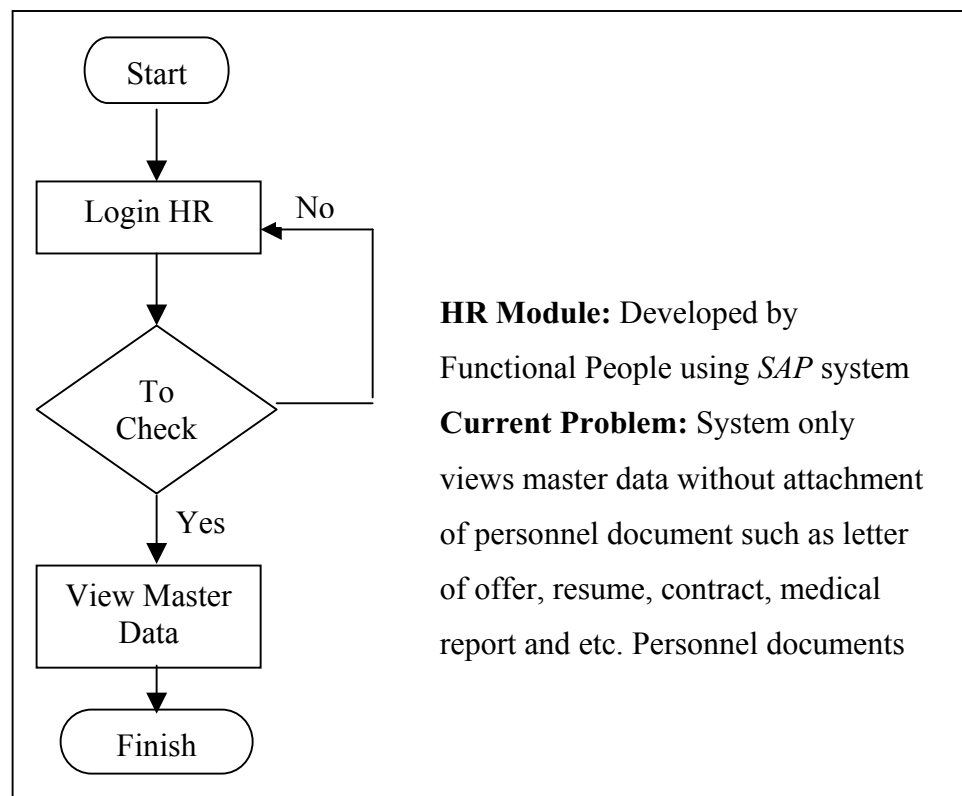 Start
Login HR
No
To
Check
Yes
View Master
Data
Finish
HR Module: Developed by
Functional People using SAP system
Current Problem: System only
views master data without attachment
of personnel document such as letter
of offer, resume, contract, medical
report and etc. Personnel documents